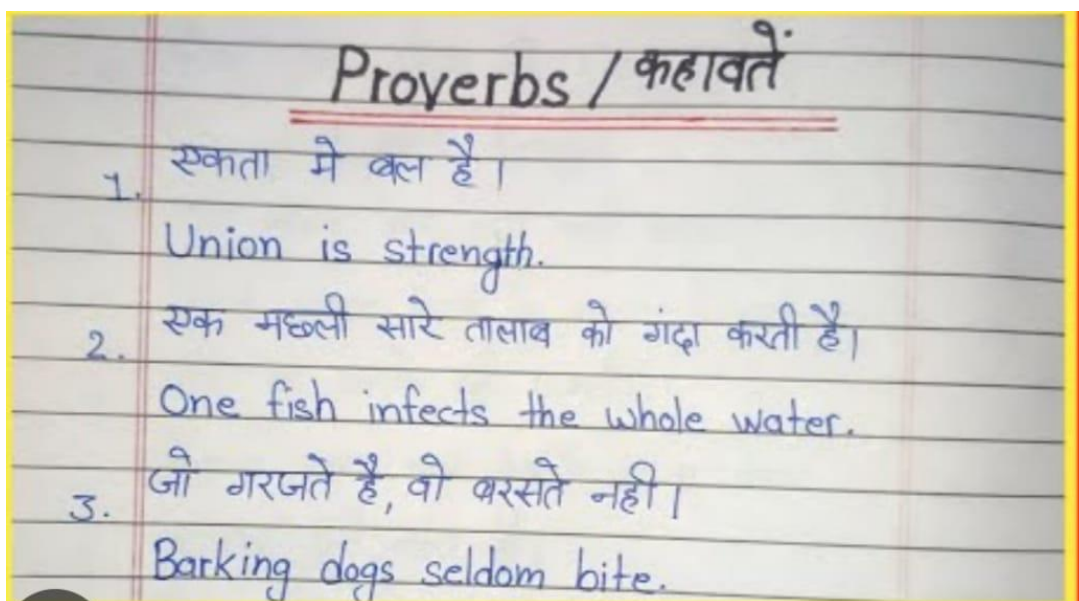 Proverbs / कहावतें
एकता मे बल है।
1.
Union is strength.
एक मछली सारे तालाब को गंदा करती है।
2.
One fish infects the whole water.
जो गरजते है, वो बरसते नही।
3.
Barking dogs seldom bite.